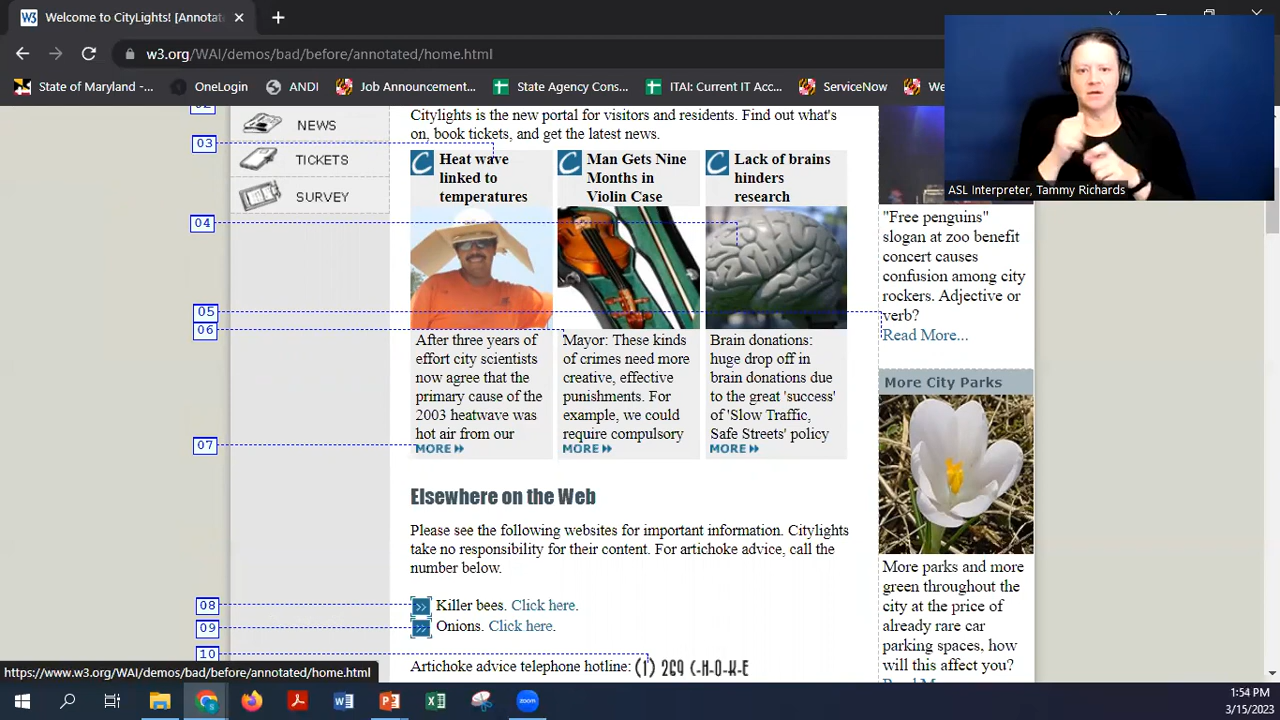 Welcome to CityLights! [Annotat
w3.org/WAI/demos/bad/before/annotated/home.html
State of Maryland -...
OneLogin
ANDI
Job Announcement...
State Agency Cons...
ITAI: Current IT Acc...
ServiceNow
We
ASL Interpreter, Tammy Richards
02
NEWS
03
TICKETS
SURVEY
04
05
06
07
08
09
10
Citylights is the new portal for visitors and residents. Find out what's
on, book tickets, and get the latest news.
Heat wave
linked to
temperatures
After three years of
effort city scientists
now agree that the
primary cause of the
2003 heatwave was
hot air from our
MORE
Man Gets Nine
Months in
Violin Case
Mayor: These kinds
of crimes need more
creative, effective
punishments. For
example, we could
require compulsory
MORE
Lack of brains
hinders
research
Brain donations:
huge drop off in
brain donations due
to the great 'success'
of 'Slow Traffic,
Safe Streets' policy
MORE
Elsewhere on the Web
Please see the following websites for important information. Citylights
take no responsibility for their content. For artichoke advice, call the
number below.
Killer bees. Click here.
Onions. Click here.
Artichoke advice telephone hotline: (1) 269 C-H-O-K-E
"Free penguins"
slogan at zoo benefit
concert causes
confusion among city
rockers. Adjective or
verb?
Read More...
More City Parks
More parks and more
green throughout the
city at the price of
already rare car
parking spaces, how
will this affect you?
https://www.w3.org/WAI/demos/bad/before/annotated/home.html
zoom
1:54 PM
3/15/2023